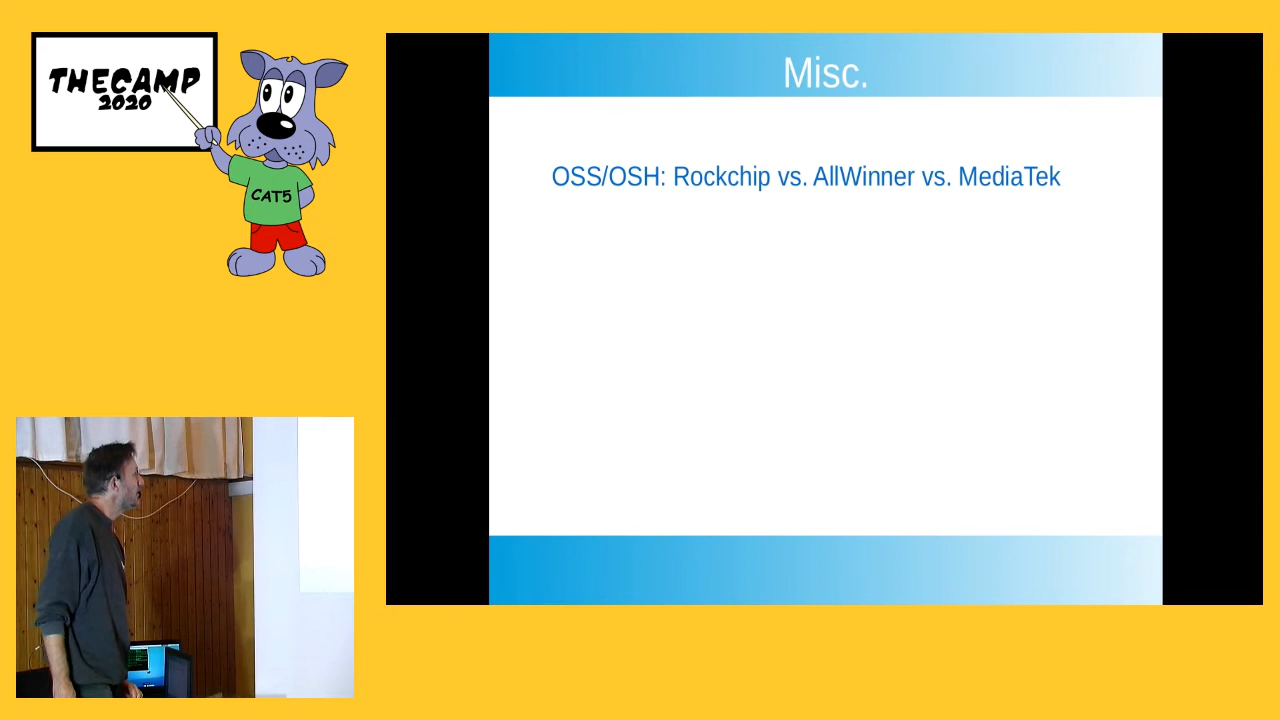 THECAMP
2020
CAT5
Misc.
OSS/OSH: Rockchip vs. AllWinner vs. MediaTek